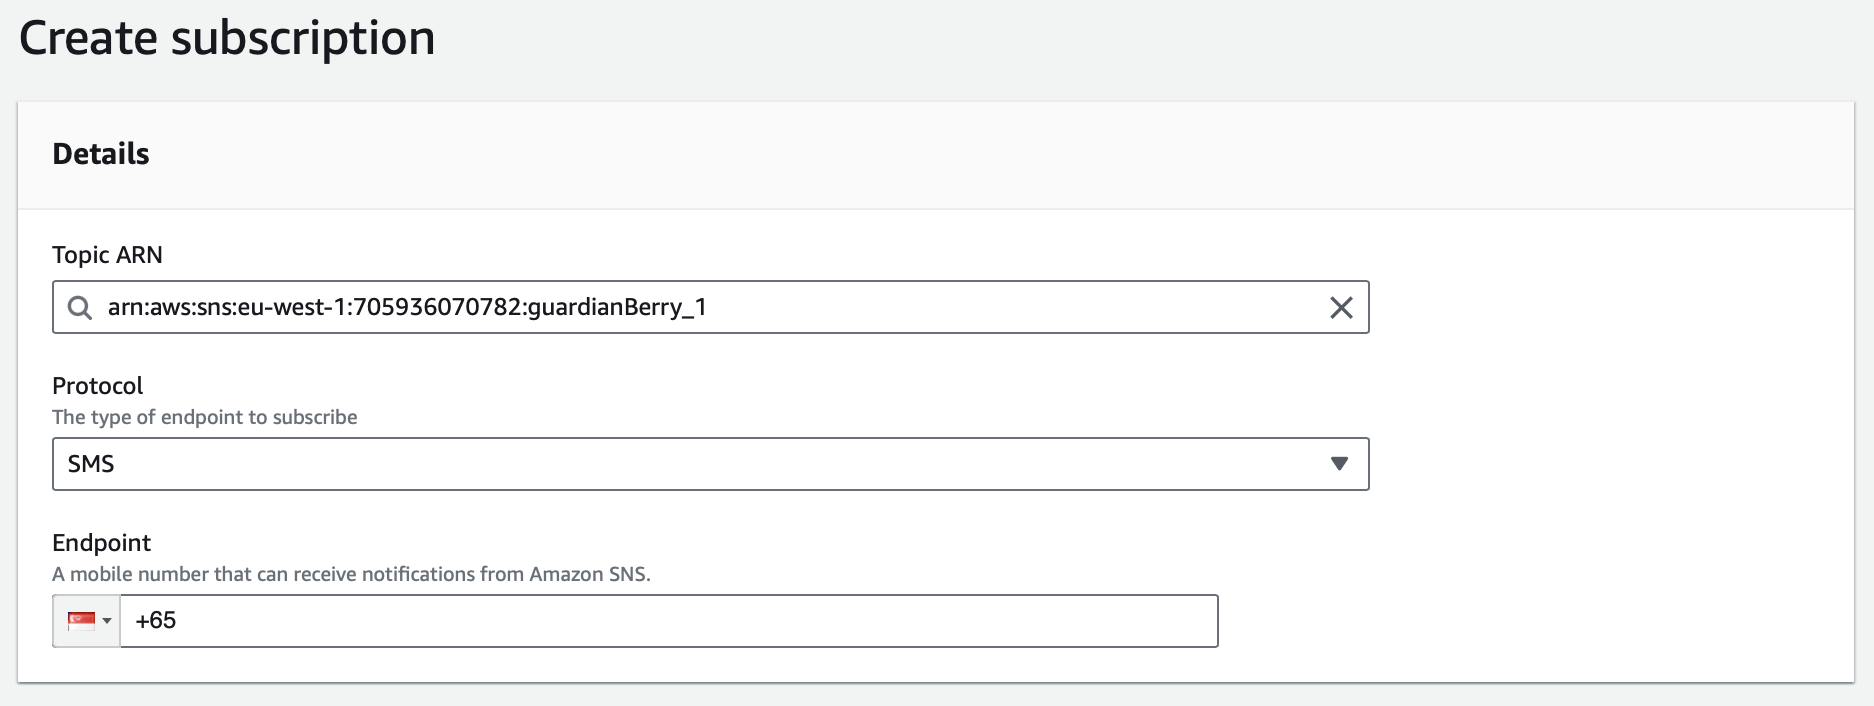 Create subscription
Details
Topic ARN
arn:aws:sns:eu-west-1:705936070782:guardianBerry_1
Protocol
The type of endpoint to subscribe
SMS
Endpoint
A mobile number that can receive notifications from Amazon SNS.
+65